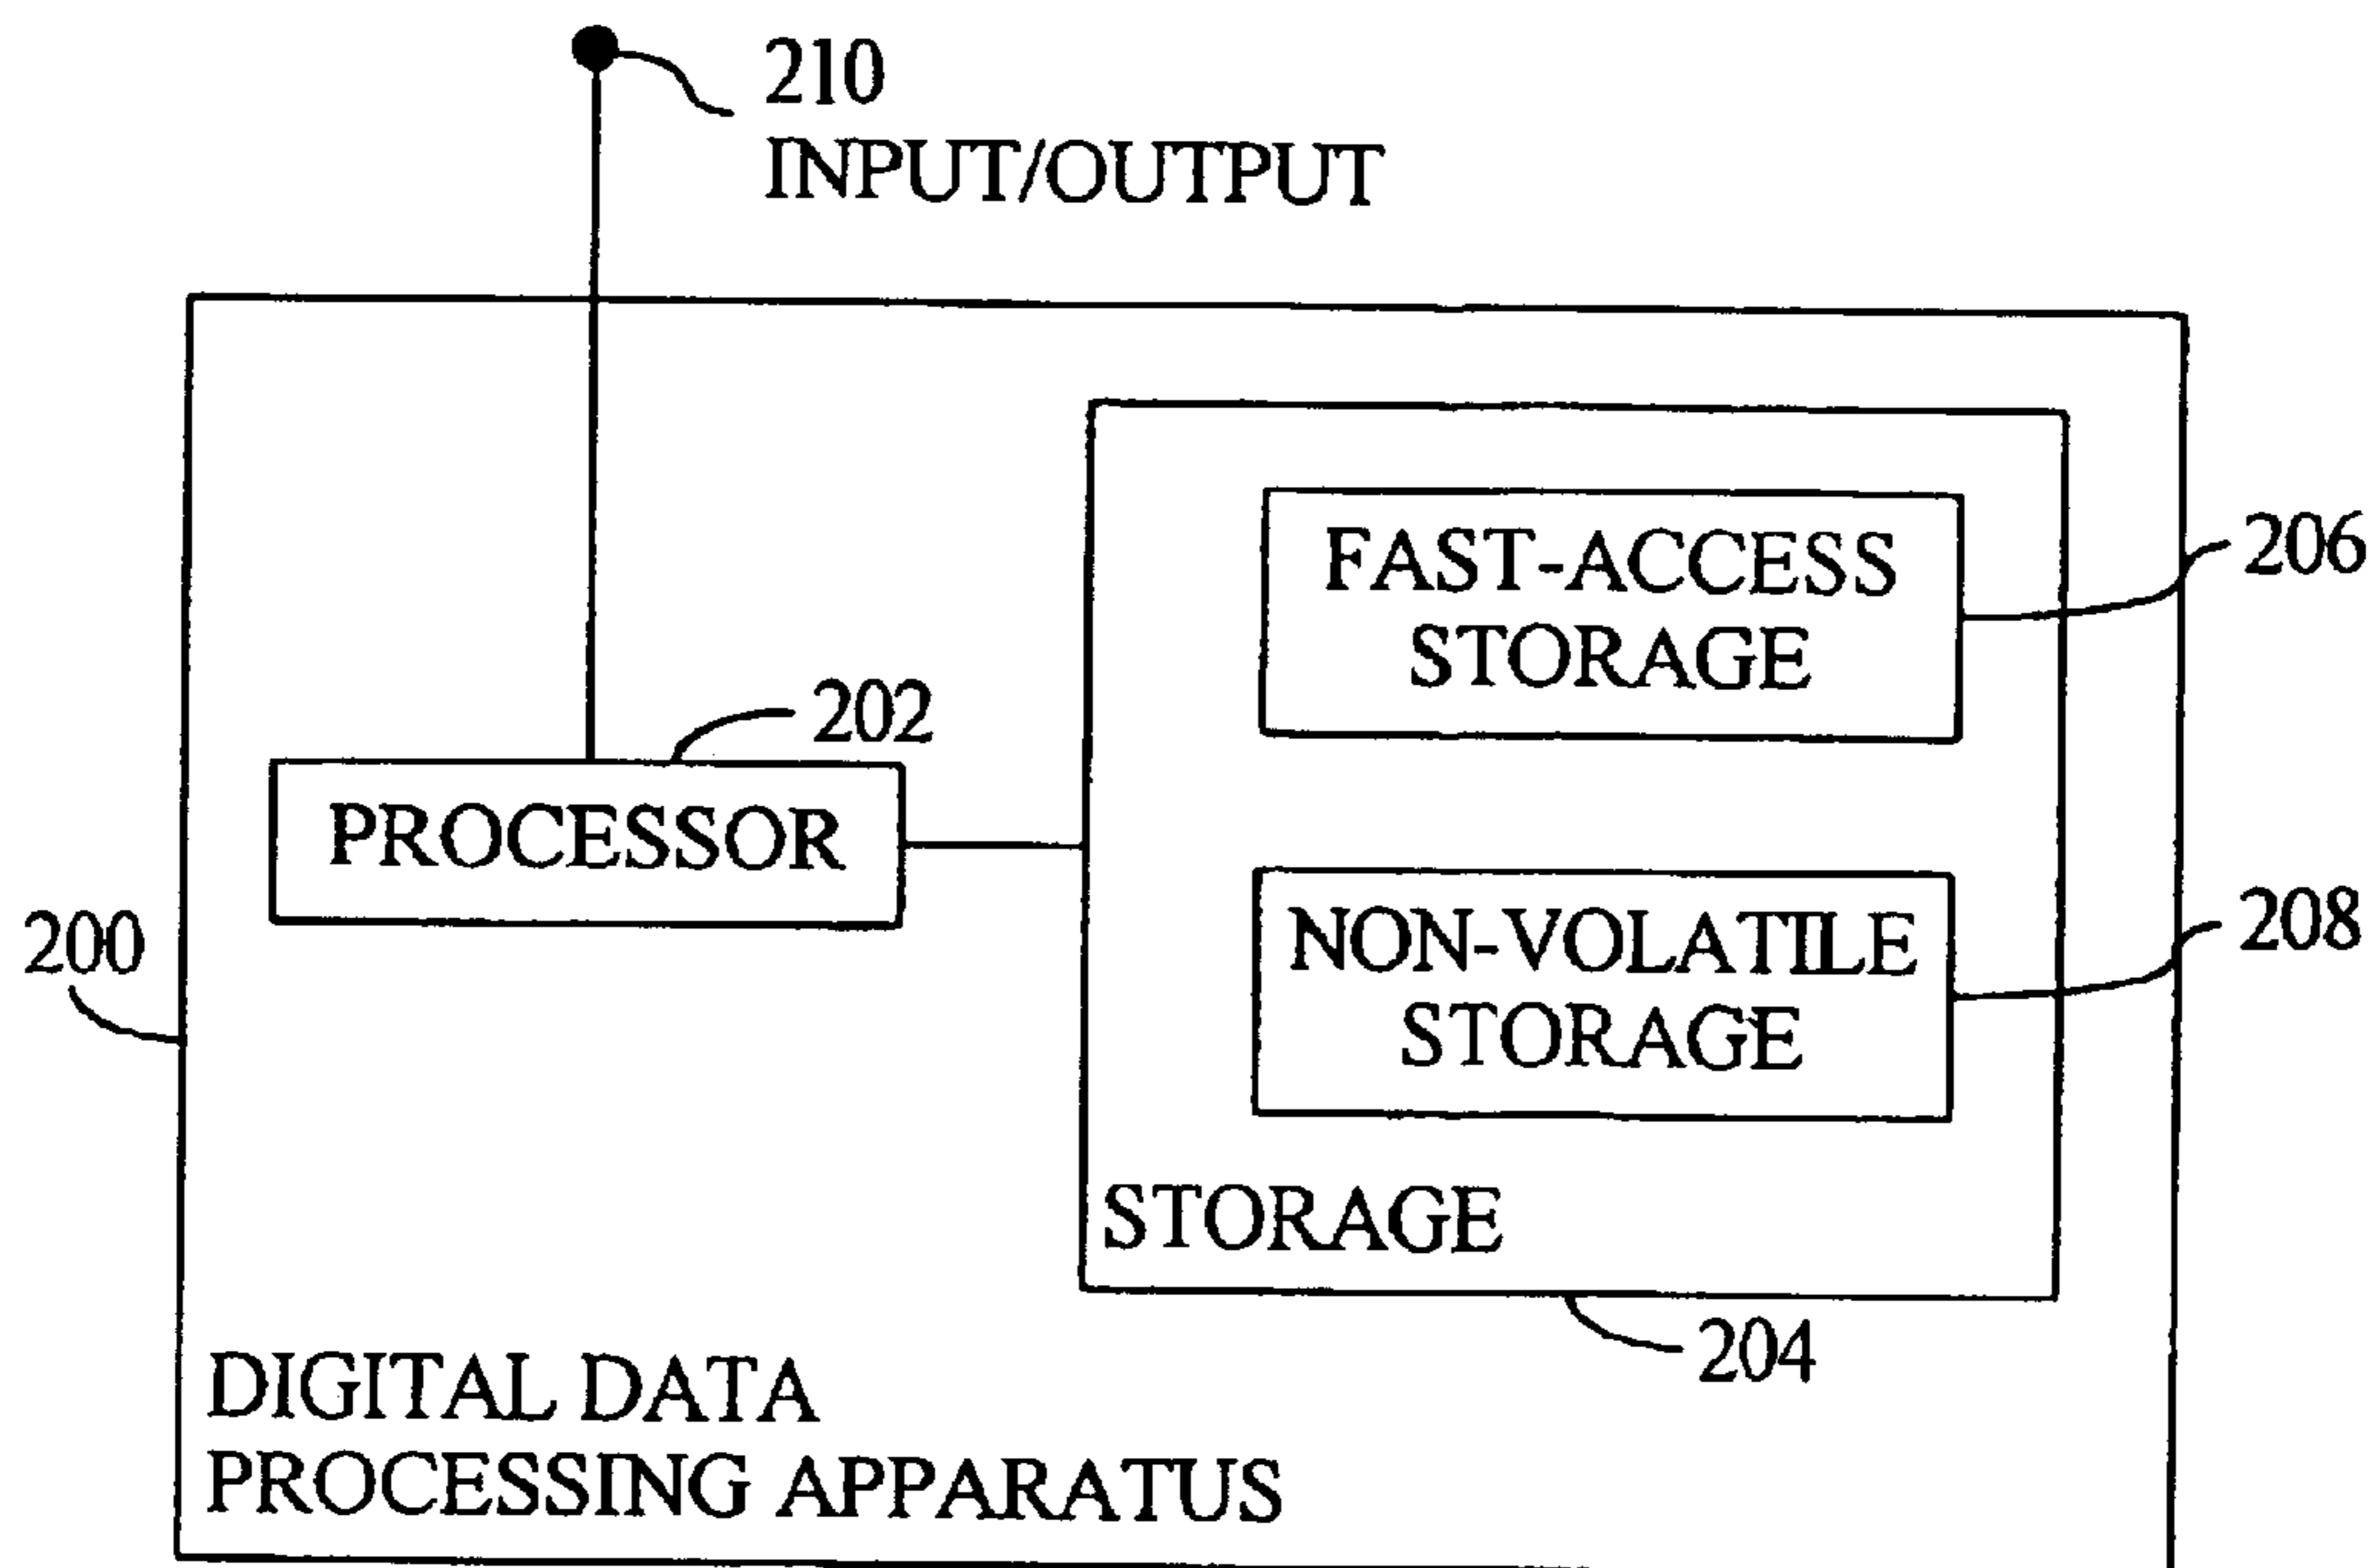 210
INPUT/OUTPUT
FAST-ACCESS
STORAGE
206
202
PROCESSOR
200
NON-VOLATILE
STORAGE
208
STORAGE
204
DIGITAL DATA
PROCESSING APPARATUS